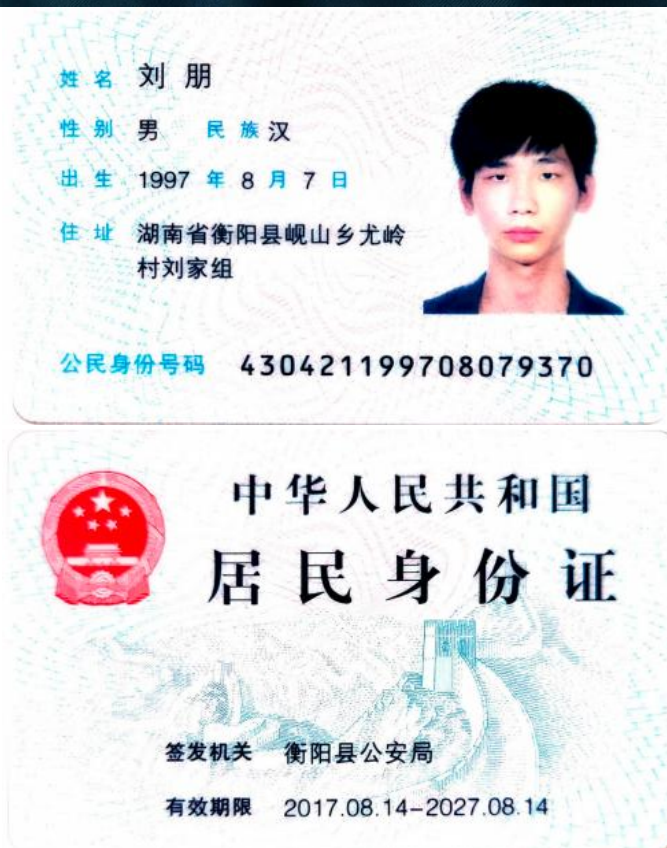 姓名 刘朋
性别 男 民族 汉
出生 1997 年 8 月 7 日
住址 湖南省衡阳县岘山乡尤岭
村刘家组
公民身份号码 430421199708079370
中华人民共和国
居民身份证
签发机关 衡阳县公安局
有效期限 2017.08.14-2027.08.14